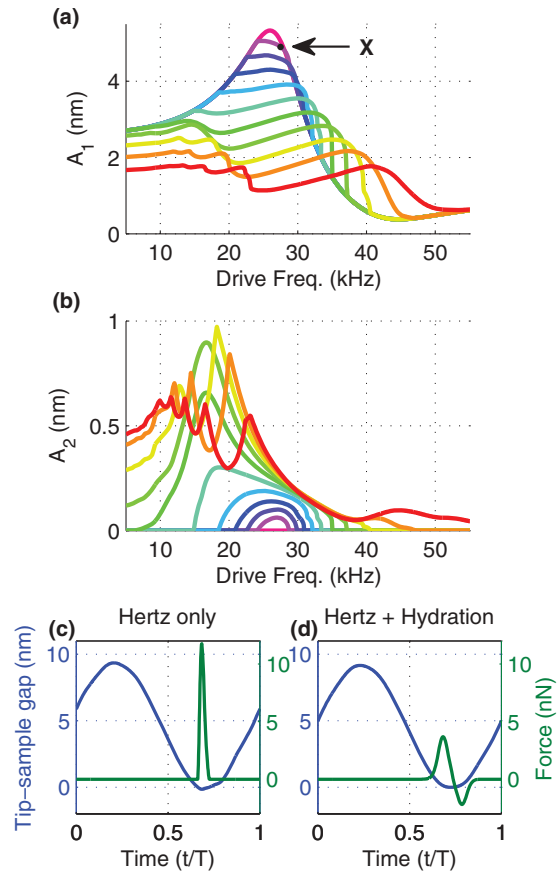 (a)
X
A1 (nm)
4
2
0
10 20 30 40 50
Drive Freq. (kHz)
(b)
A2 (nm)
1
0.5
0
10 20 30 40 50
Drive Freq. (kHz)
(c) Hertz only
Tip–sample gap (nm)
10
5
0
10
5
0
0 0.5 1
Time (t/T)
(d) Hertz + Hydration
10
5
0
10
5
0
Force (nN)
0 0.5 1
Time (t/T)